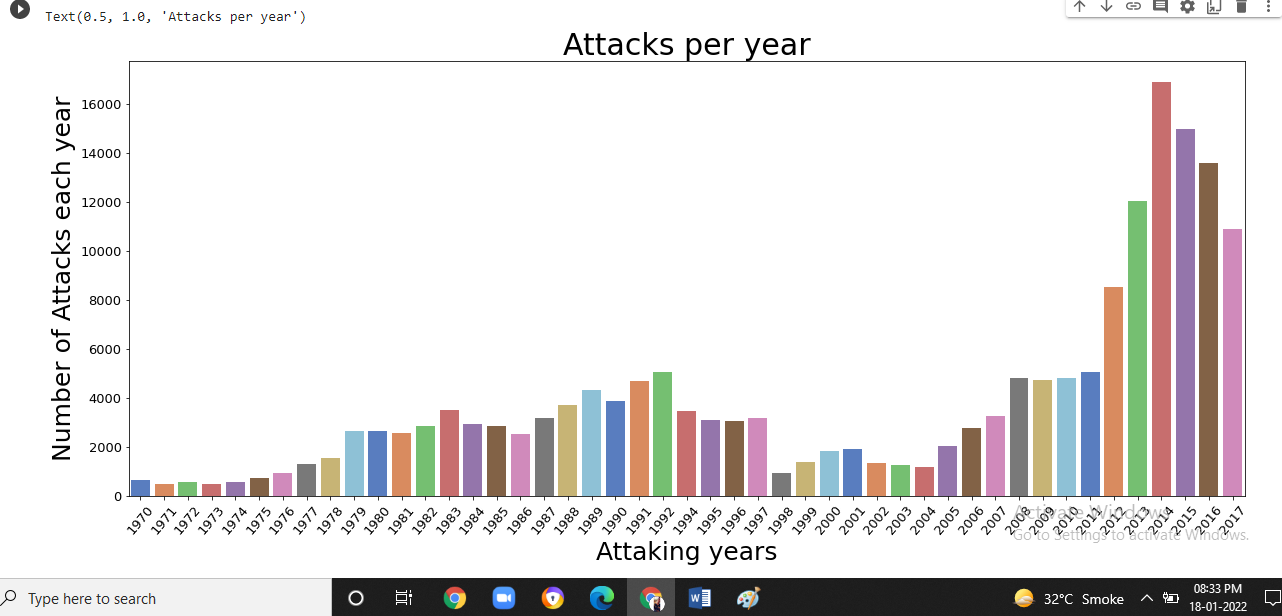 Text(0.5, 1.0, 'Attacks per year')
Attacks per year
Number of Attacks each year
16000
14000
12000
10000
8000
6000
4000
2000
0
1970 1971 1972 1973 1974 1975 1976 1977 1978 1979 1980 1981 1982 1983 1984 1985 1986 1987 1988 1989 1990 1991 1992 1994 1995 1996 1997 1998 1999 2000 2001 2002 2003 2004 2005 2006 2007 2008 2009 2010 2011 2012 2013 2014 2015 2016 2017
Attaking years
Activate Windows
Go to Settings to activate Windows.
Type here to search
32°C Smoke
08:33 PM
18-01-2022